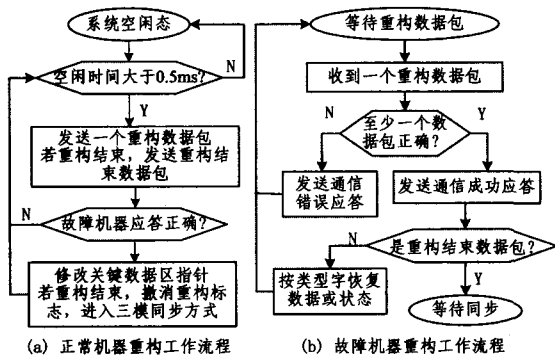 系统空闲态
空闲时间大于0.5ms?
N
Y
发送一个重构数据包
若重构结束，发送重构结
束数据包
N
故障机器应答正确?
修改关键数据区指针
若重构结束，撤消重构标
志，进入三模同步方式
(a) 正常机器重构工作流程
等待重构数据包
收到一个重构数据包
N
至少一个数
据包正确?
Y
发送通信
错误应答
发送通信成功应答
是重构结束数据包?
N
按类型字恢复
数据或状态
Y
等待同步
(b) 故障机器重构工作流程